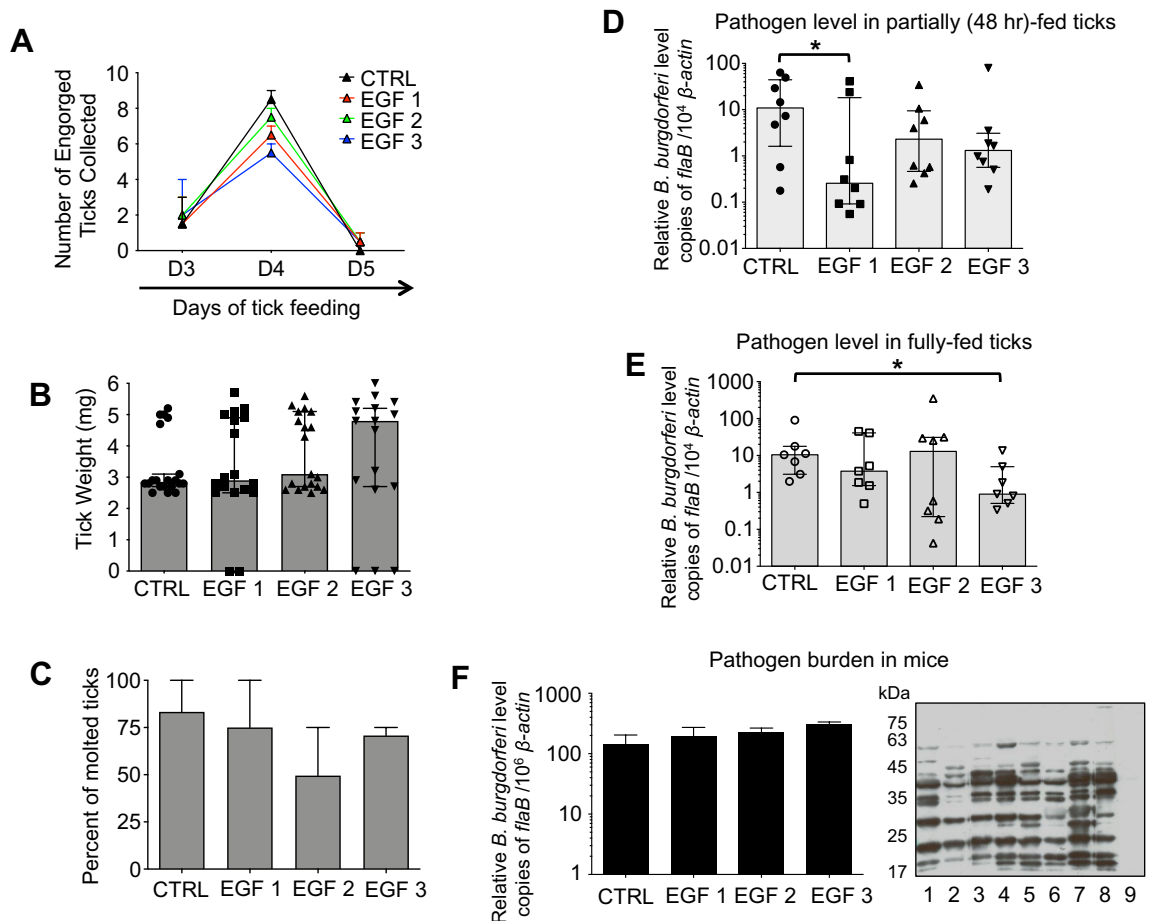 A
Number of Engorged
Ticks Collected
10
8
6
4
2
0
D3 D4 D5
Days of tick feeding
CTRL
EGF 1
EGF 2
EGF 3
B
Tick Weight (mg)
6
5
4
3
2
1
0
CTRL EGF 1 EGF 2 EGF 3
C
Percent of molted ticks
100
75
50
25
0
CTRL EGF 1 EGF 2 EGF 3
D
Pathogen level in partially (48 hr)-fed ticks
Relative B. burgdorferi level
copies of flaB /10⁴ β-actin
100
10
1
0.1
0.01
*
CTRL EGF 1 EGF 2 EGF 3
E
Pathogen level in fully-fed ticks
Relative B. burgdorferi level
copies of flaB /10⁴ β-actin
1000
100
10
1
0.1
0.01
*
CTRL EGF 1 EGF 2 EGF 3
F
Pathogen burden in mice
Relative B. burgdorferi level
copies of flaB /10⁶ β-actin
1000
100
10
1
CTRL EGF 1 EGF 2 EGF 3
kDa
75
63
45
35
25
17
1 2 3 4 5 6 7 8 9